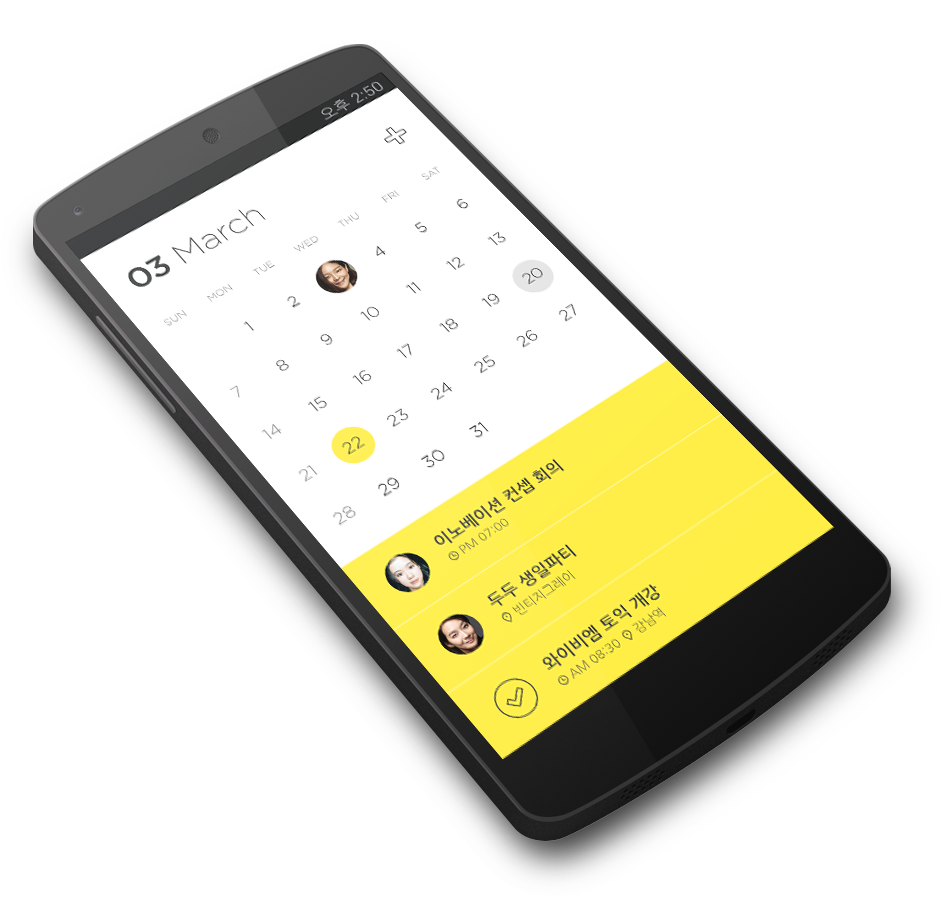 오후 2:50
03 March
SUN MON TUE WED THU FRI SAT
1 2 4 5 6
7 8 9 10 11 12 13
14 15 16 17 18 19 20
21 22 23 24 25 26 27
28 29 30 31
이노베이션 컨셉 회의
PM 07:00
두두 생일파티
빈티지그레이
와이비엠 토익 개강
AM 08:30 강남역